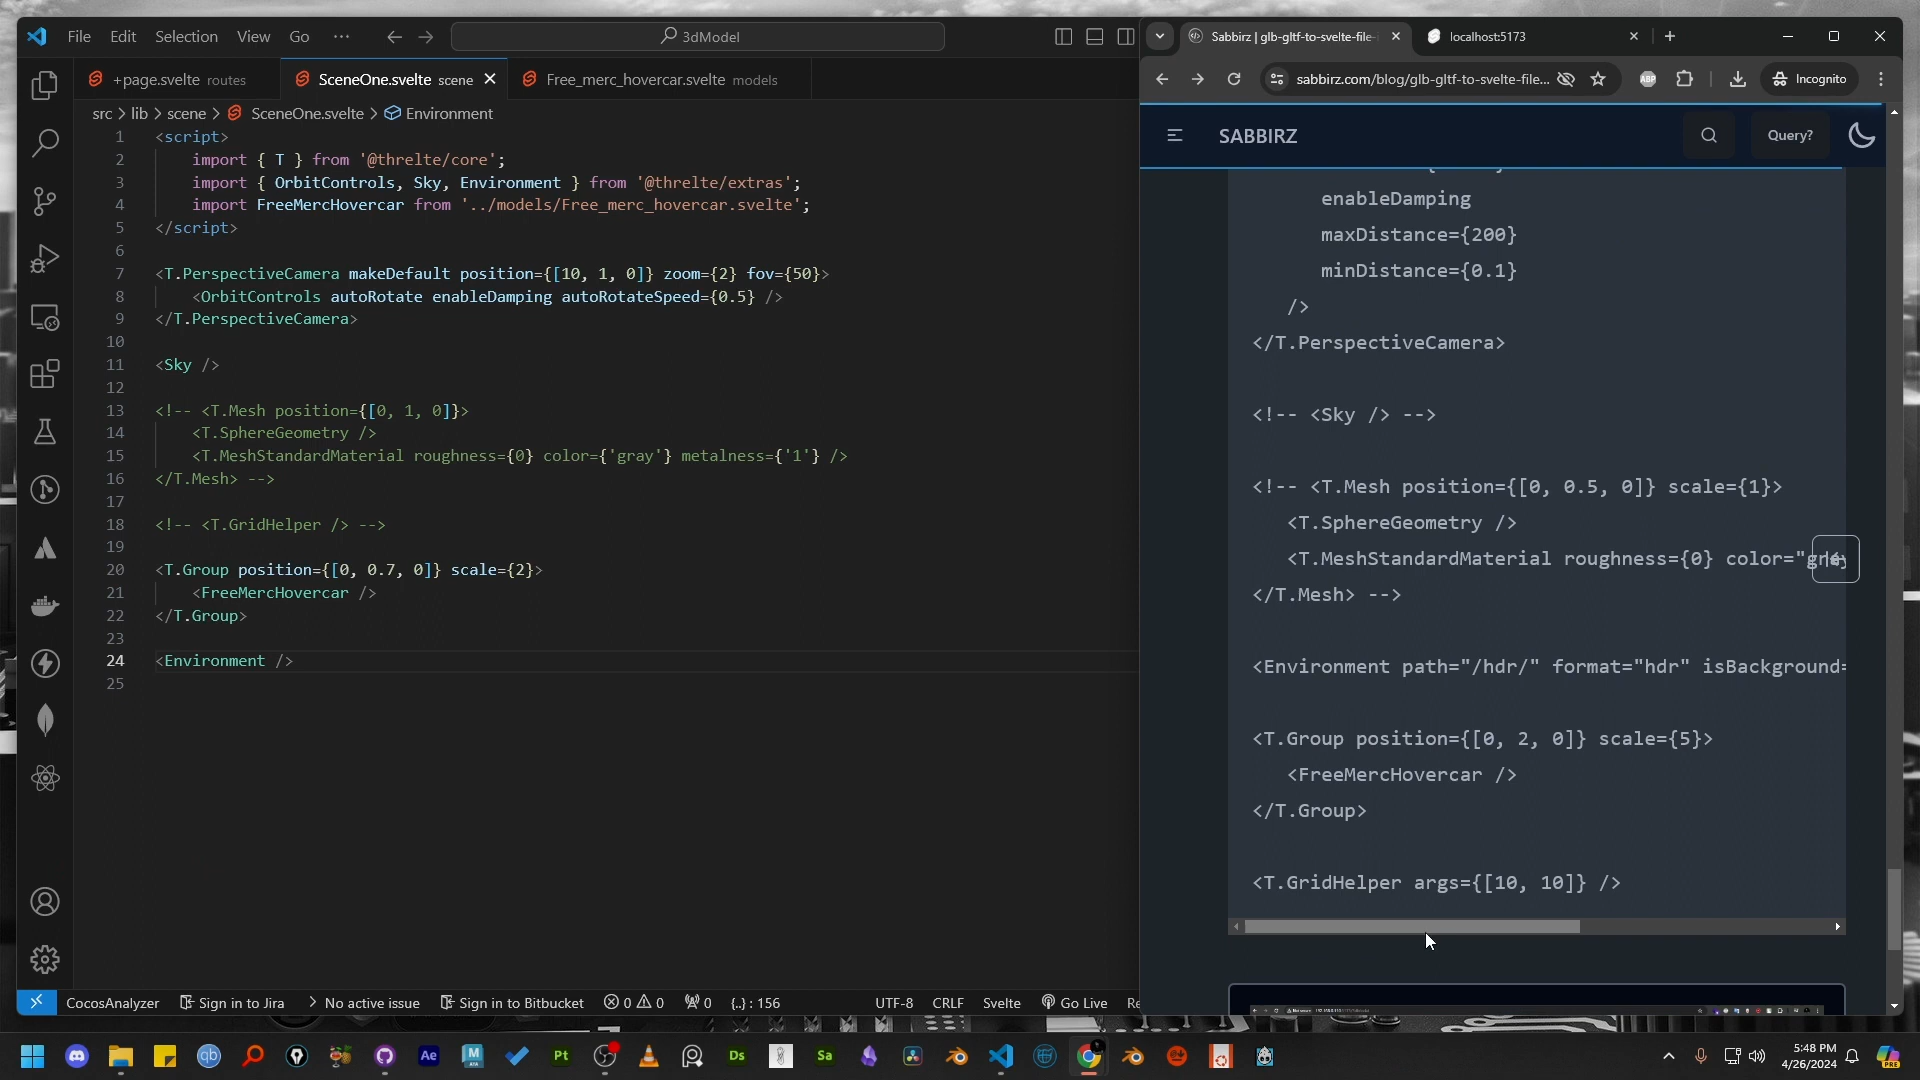 File Edit Selection View Go ··· 3dModel
+page.svelte routes SceneOne.svelte scene Free_merc_hovercar.svelte models
src > lib > scene > SceneOne.svelte > Environment
1 <script>
2 import { T } from '@threlte/core';
3 import { OrbitControls, Sky, Environment } from '@threlte/extras';
4 import FreeMercHovercar from '../models/Free_merc_hovercar.svelte';
5 </script>
6
7 <T.PerspectiveCamera makeDefault position={[10, 1, 0]} zoom={2} fov={50}>
8 <OrbitControls autoRotate enableDamping autoRotateSpeed={0.5} />
9 </T.PerspectiveCamera>
10
11 <Sky />
12
13 <!-- <T.Mesh position={[0, 1, 0]}>
14 <T.SphereGeometry />
15 <T.MeshStandardMaterial roughness={0} color={'gray'} metalness={'1'} />
16 </T.Mesh> -->
17
18 <!-- <T.GridHelper /> -->
19
20 <T.Group position={[0, 0.7, 0]} scale={2}>
21 <FreeMercHovercar />
22 </T.Group>
23
24 <Environment />
25
CocosAnalyzer Sign in to Jira No active issue Sign in to Bitbucket 0 0 0 {..} : 156 UTF-8 CRLF Svelte Go Live Re
Sabbirz | glb-gltf-to-svelte-file- localhost:5173
sabbirz.com/blog/glb-gltf-to-svelte-file... ABP Incognito
SABBIRZ Query?
enableDamping
maxDistance={200}
minDistance={0.1}
/>
</T.PerspectiveCamera>
<!-- <Sky /> -->
<!-- <T.Mesh position={[0, 0.5, 0]} scale={1}>
<T.SphereGeometry />
<T.MeshStandardMaterial roughness={0} color="gray
</T.Mesh> -->
<Environment path="/hdr/" format="hdr" isBackground=
<T.Group position={[0, 2, 0]} scale={5}>
<FreeMercHovercar />
</T.Group>
<T.GridHelper args={[10, 10]} />
qb Ae M Pt Ds Sa
5:48 PM
4/26/2024
PRE